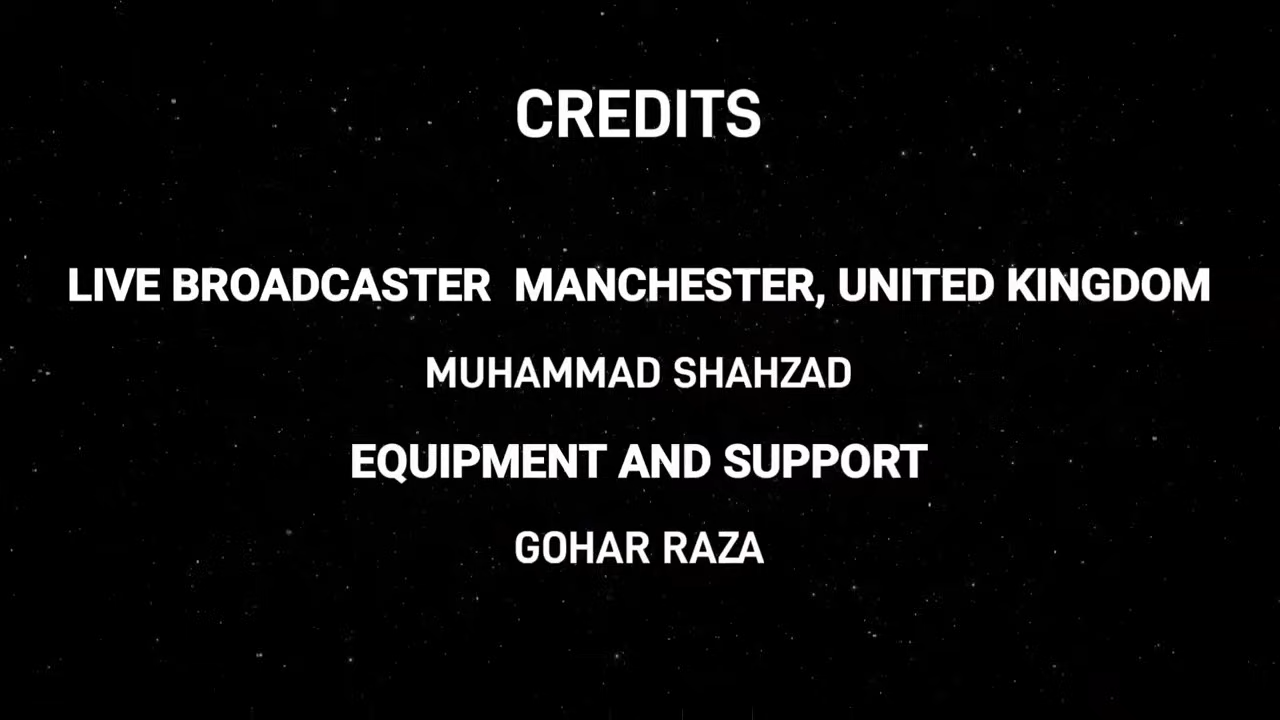 CREDITS
LIVE BROADCASTER  MANCHESTER, UNITED KINGDOM
MUHAMMAD SHAHZAD
EQUIPMENT AND SUPPORT
GOHAR RAZA